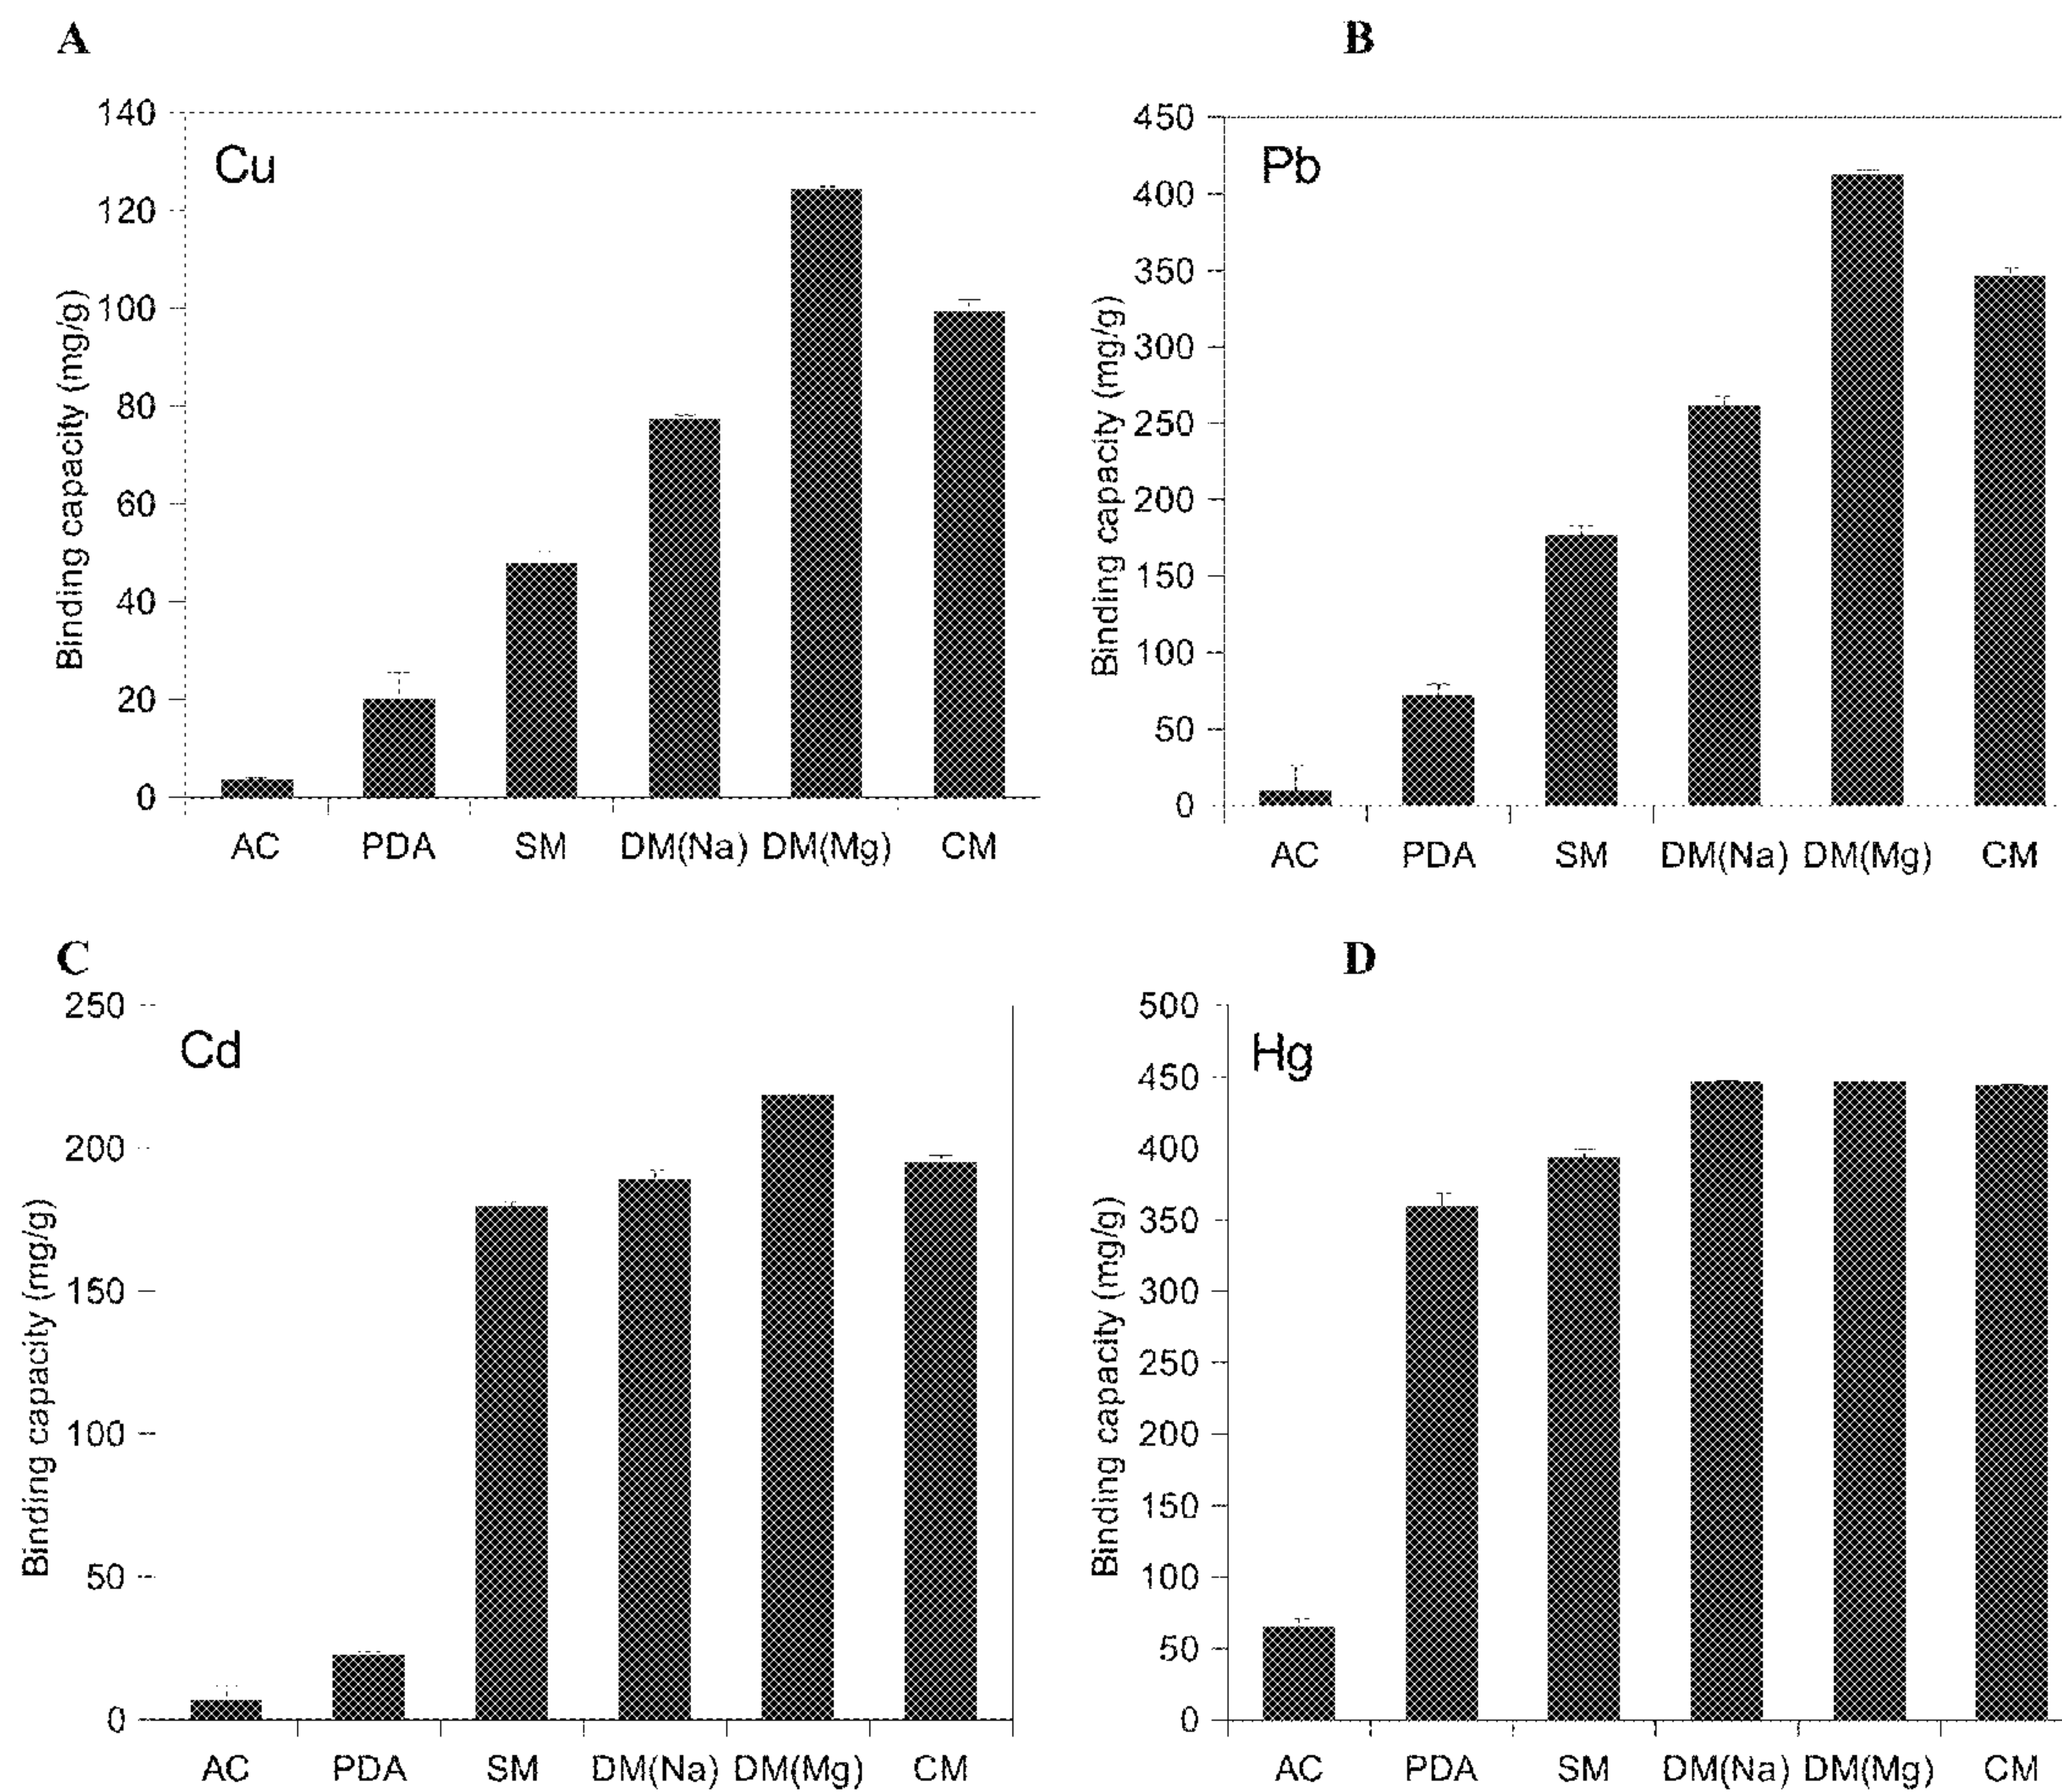 A
Cu
Binding capacity (mg/g)
140
120
100
80
60
40
20
0
AC PDA SM DM(Na) DM(Mg) CM
B
Pb
Binding capacity (mg/g)
450
400
350
300
250
200
150
100
50
0
AC PDA SM DM(Na) DM(Mg) CM
C
Cd
Binding capacity (mg/g)
250
200
150
100
50
0
AC PDA SM DM(Na) DM(Mg) CM
D
Hg
Binding capacity (mg/g)
500
450
400
350
300
250
200
150
100
50
0
AC PDA SM DM(Na) DM(Mg) CM